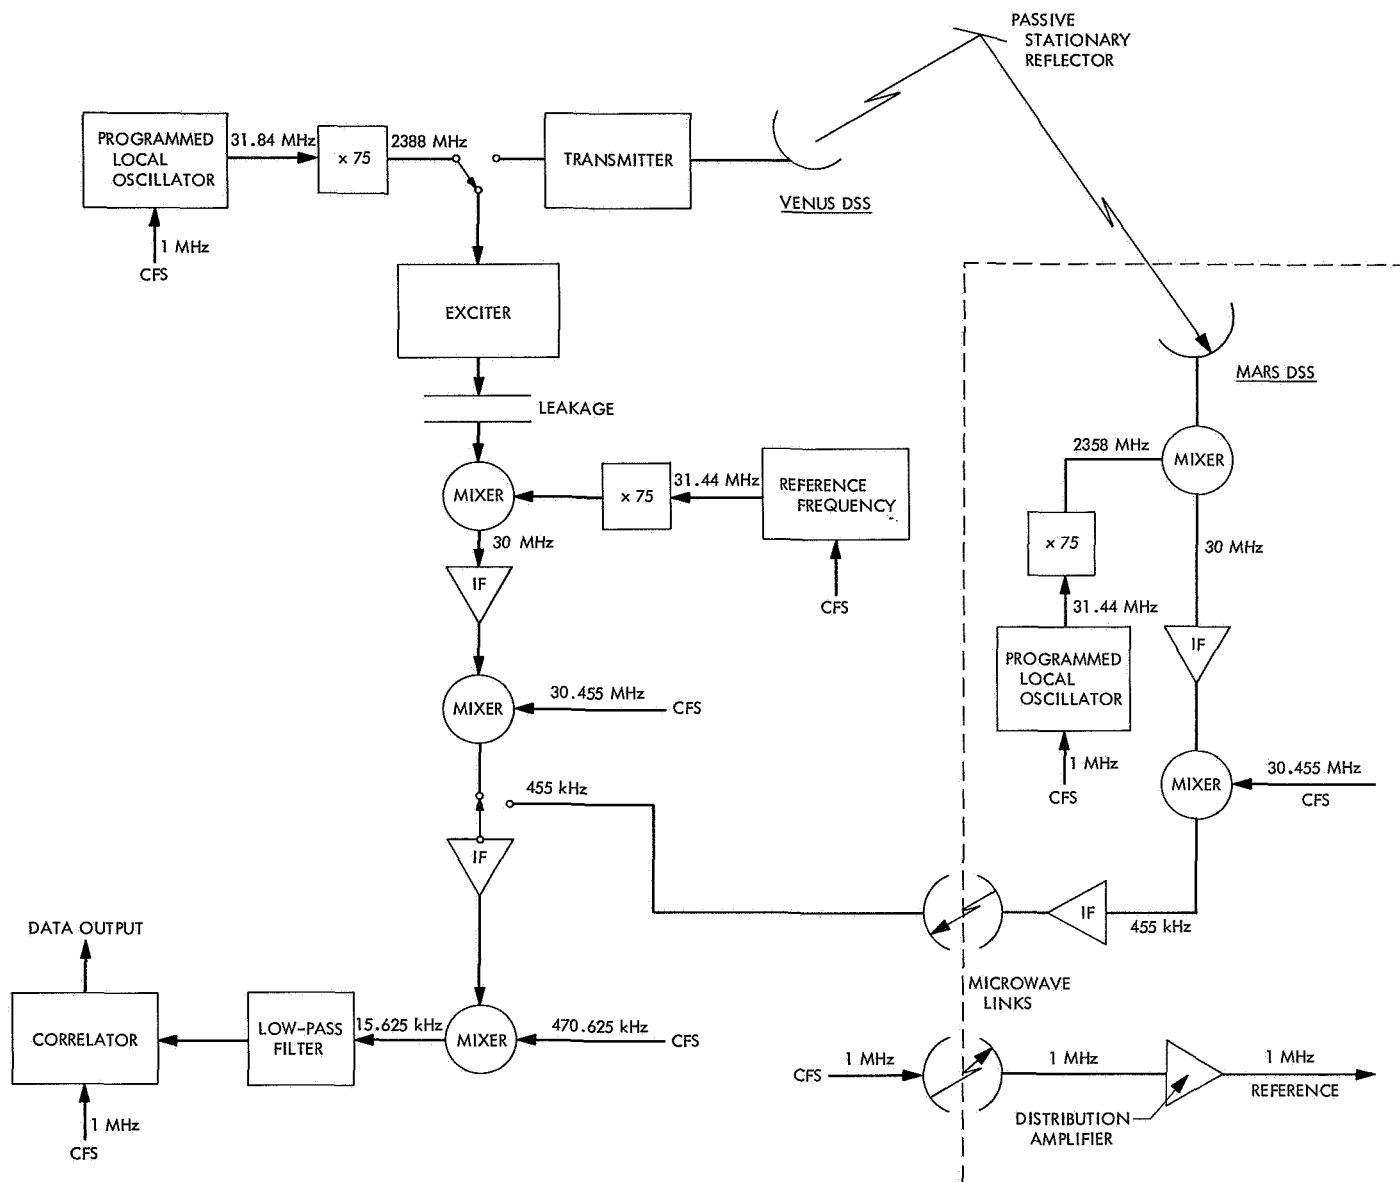 PASSIVE
STATIONARY
REFLECTOR
PROGRAMMED
LOCAL
OSCILLATOR
31.84 MHz
× 75
2388 MHz
TRANSMITTER
VENUS DSS
1 MHz
CFS
EXCITER
LEAKAGE
MARS DSS
MIXER
× 75
31.44 MHz
REFERENCE
FREQUENCY
CFS
30 MHz
IF
2358 MHz
MIXER
× 75
30 MHz
31.44 MHz
PROGRAMMED
LOCAL
OSCILLATOR
IF
1 MHz
CFS
MIXER
30.455 MHz
CFS
MIXER
30.455 MHz
CFS
455 kHz
IF
IF
455 kHz
MICROWAVE
LINKS
DATA OUTPUT
CORRELATOR
LOW-PASS
FILTER
15.625 kHz
MIXER
470.625 kHz
CFS
1 MHz
CFS
CFS
1 MHz
1 MHz
1 MHz
REFERENCE
DISTRIBUTION
AMPLIFIER